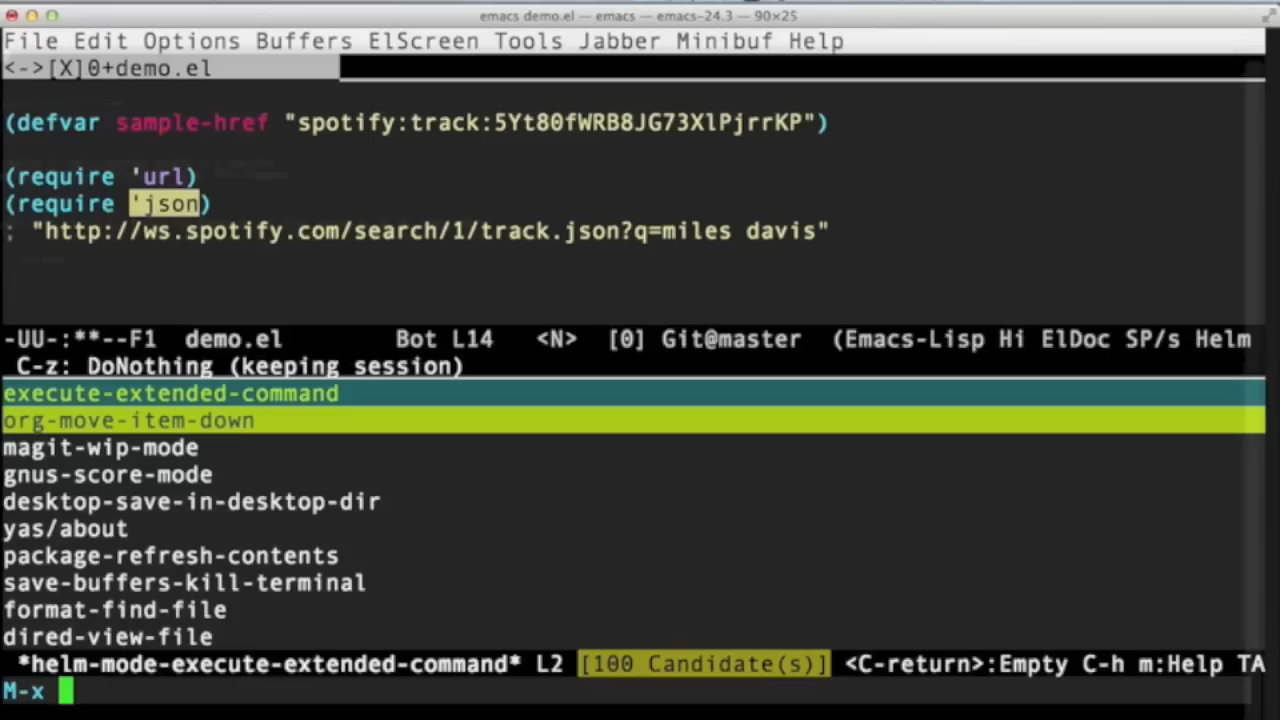 emacs demo.el — emacs — emacs-24.3 — 90×25
File Edit Options Buffers ElScreen Tools Jabber Minibuf Help
<->[X]0+demo.el
(defvar sample-href "spotify:track:5Yt80fWRB8JG73XlPjrrKP")
(require 'url)
(require 'json)
; "http://ws.spotify.com/search/1/track.json?q=miles davis"
-UU-:**--F1  demo.el        Bot L14   <N>  [0] Git@master  (Emacs-Lisp Hi ElDoc SP/s Helm
C-z: DoNothing (keeping session)
execute-extended-command
org-move-item-down
magit-wip-mode
gnus-score-mode
desktop-save-in-desktop-dir
yas/about
package-refresh-contents
save-buffers-kill-terminal
format-find-file
dired-view-file
*helm-mode-execute-extended-command* L2 [100 Candidate(s)] <C-return>:Empty C-h m:Help TA
M-x